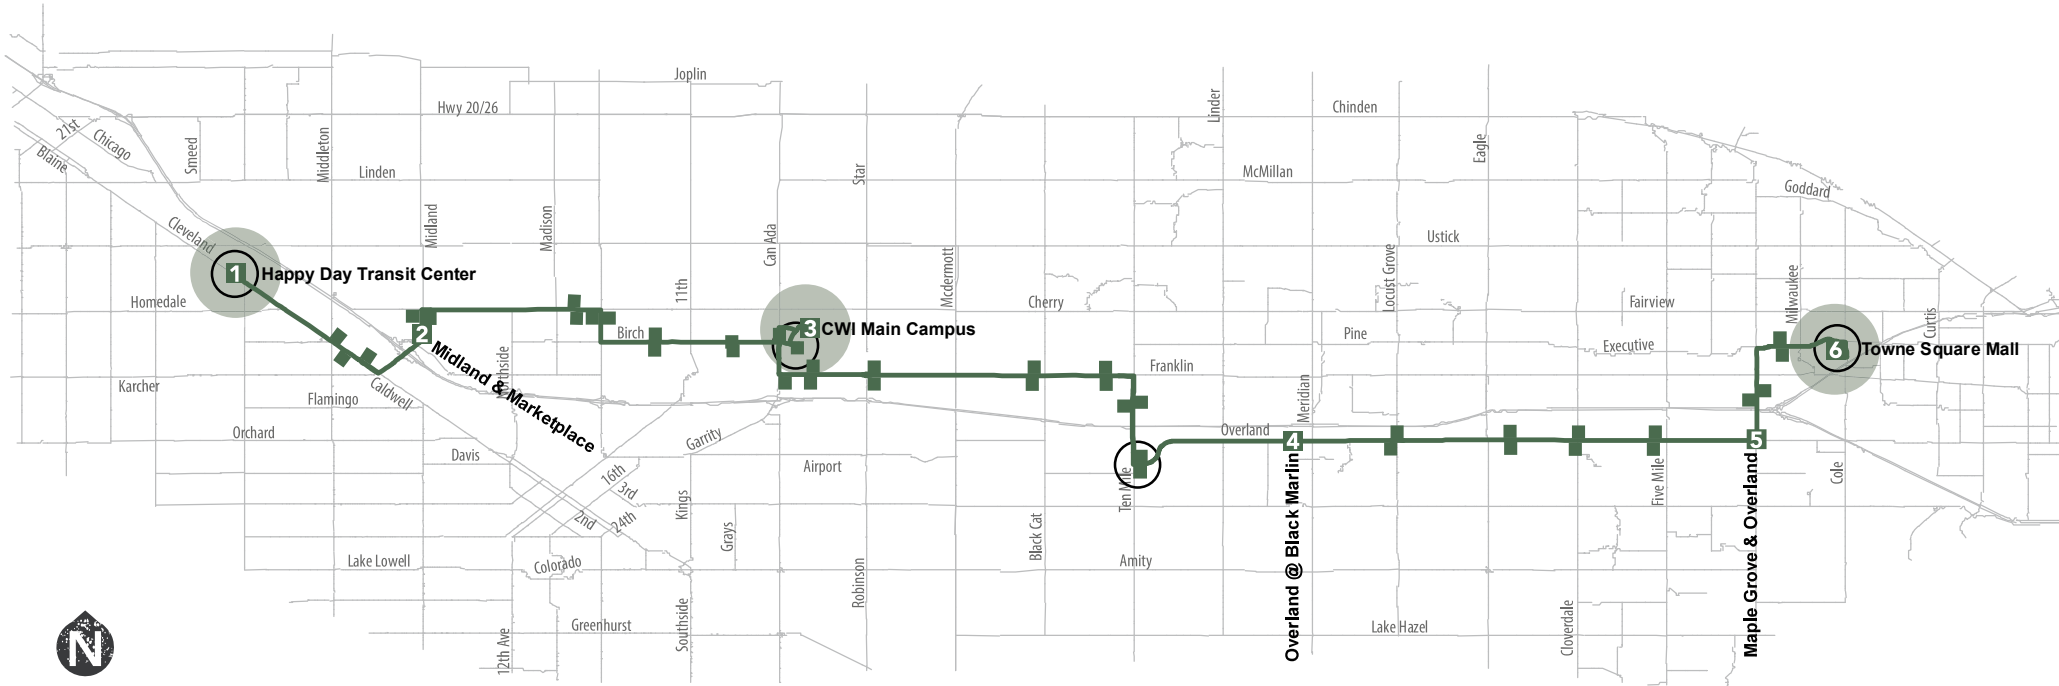 Joplin
Hwy 20/26
Linder
Chinden
21st
Chicago
Blaine
Smeed
Middleton
Linden
Star
McMillan
Eagle
Goddard
Cleveland
Midland
Madison
Can Ada
Ustick
1 Happy Day Transit Center
Homedale
11th
Mcdermott
Cherry
Locust Grove
Fairview
Milwaukee
Curtis
2
Midland & Marketplace
Birch
7
3 CWI Main Campus
Pine
Executive
6 Towne Square Mall
Karcher
Caldwell
Flamingo
Franklin
Meridian
Orchard
Davis
Garrity
Airport
Overland
4
Overland @ Black Marlin
5
Maple Grove & Overland
16th
3rd
2nd
24th
Kings
Grays
Ten Mile
Five Mile
Cole
Black Cat
Lake Lowell
Colorado
Robinson
Amity
12th Ave
Greenhurst
Southside
Lake Hazel
Cloverdale
N